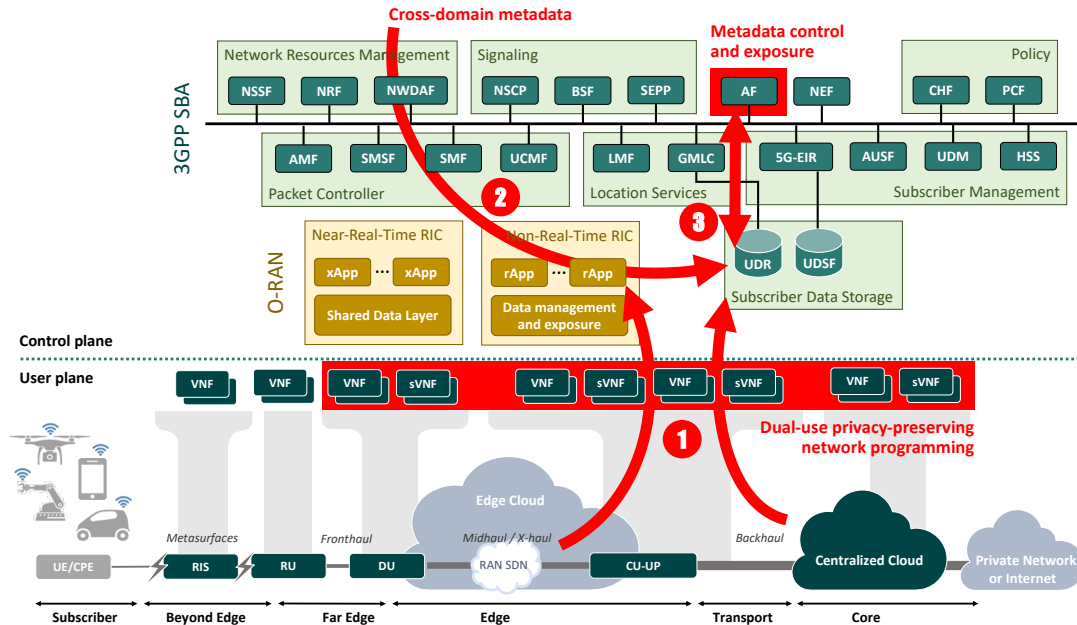 Cross-domain metadata
Metadata control
and exposure
3GPP SBA
Network Resources Management
NSSF
NRF
NWDAF
Signaling
NSCP
BSF
SEPP
AF
NEF
Policy
CHF
PCF
AMF
SMSF
SMF
UCMF
Packet Controller
LMF
GMLC
Location Services
5G-EIR
AUSF
UDM
HSS
Subscriber Management
2
3
O-RAN
Near-Real-Time RIC
xApp
...
xApp
Shared Data Layer
Non-Real-Time RIC
rApp
...
rApp
Data management
and exposure
UDR
UDSF
Subscriber Data Storage
Control plane
User plane
VNF
VNF
VNF
sVNF
VNF
sVNF
VNF
sVNF
VNF
sVNF
1
Dual-use privacy-preserving
network programming
Edge Cloud
Metasurfaces
Fronthaul
Midhaul / X-haul
Backhaul
UE/CPE
RIS
RU
DU
RAN SDN
CU-UP
Centralized Cloud
Private Network
or Internet
Subscriber
Beyond Edge
Far Edge
Edge
Transport
Core